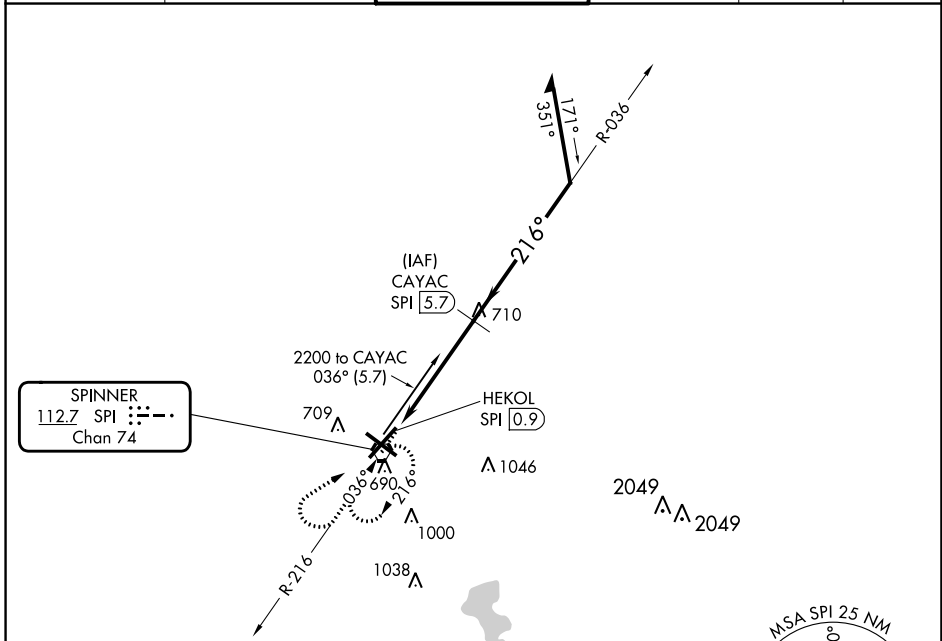 R-036
171°
351°
216°
(IAF)
CAYAC
SPI 5.7
710
2200 to CAYAC
036° (5.7)
SPINNER
112.7 SPI
Chan 74
HEKOL
SPI 0.9
709
1046
036°
690
216°
2049
2049
1000
1038
R-216
MSA SPI 25 NM